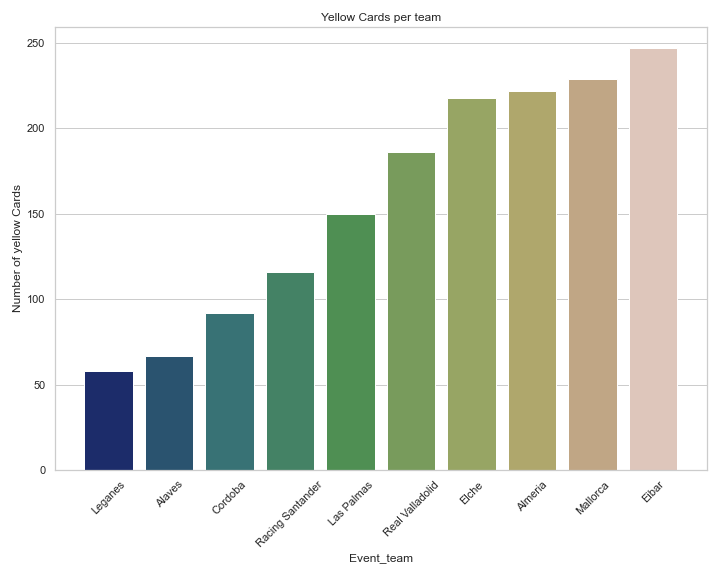 Yellow Cards per team
Number of yellow Cards
250
200
150
100
50
0
Leganes
Alaves
Cordoba
Racing Santander
Las Palmas
Real Valladolid
Elche
Almeria
Mallorca
Eibar
Event_team